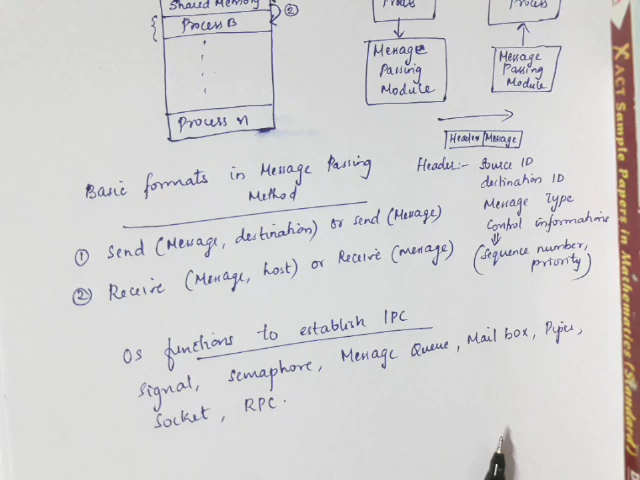 Shared Memory
②
Process B
Process n
Process
Message
Passing
Module
Process
Message
Passing
Module
Header Message
Basic formats in Message Passing
Method
① Send (Message, destination) or send (Message)
② Receive (Message, host) or Receive (message)
Header:- Source ID
destination ID
Message Type
Control informations
(Sequence number,
priority)
OS functions to establish IPC
Signal, Semaphore, Message Queue, Mail box, Pipes,
Socket, RPC.
X ACT Sample Papers in Mathematics (Standard)